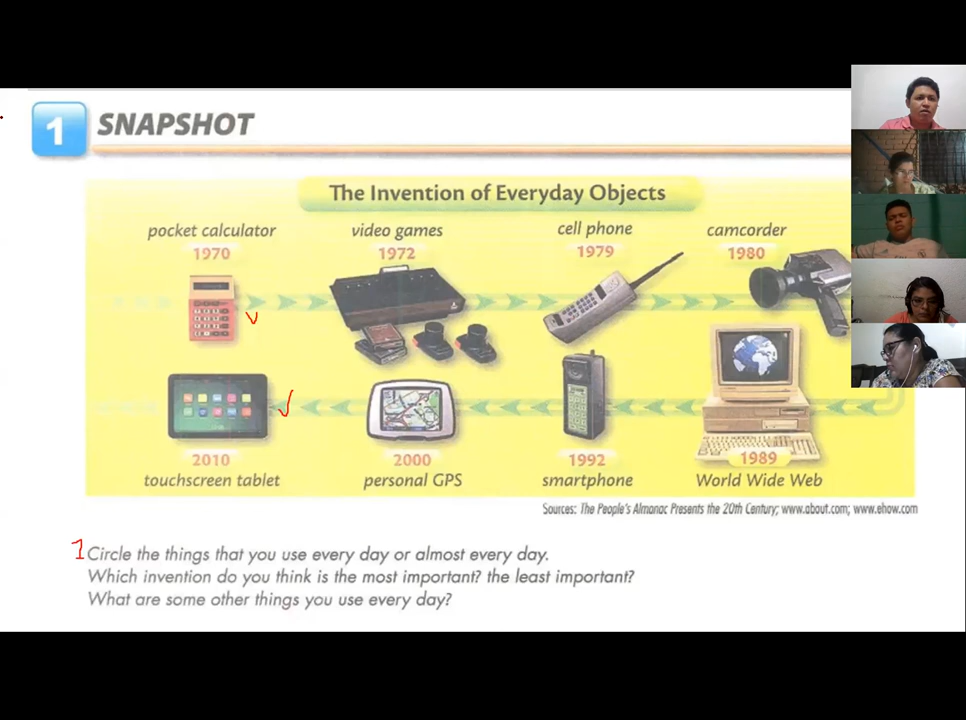 1 SNAPSHOT
The Invention of Everyday Objects
pocket calculator video games cell phone camcorder
1970 1972 1979 1980
2010 2000 1992 1989
touchscreen tablet personal GPS smartphone World Wide Web
Sources: The People's Almanac Presents the 20th Century; www.about.com; www.ehow.com
1 Circle the things that you use every day or almost every day.
Which invention do you think is the most important? the least important?
What are some other things you use every day?